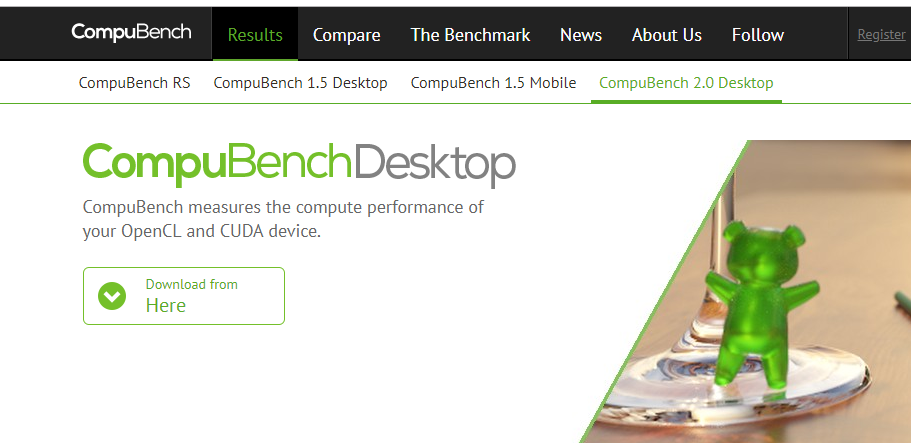 CompuBench Results Compare The Benchmark News About Us Follow Register
CompuBench RS CompuBench 1.5 Desktop CompuBench 1.5 Mobile CompuBench 2.0 Desktop
CompuBenchDesktop
CompuBench measures the compute performance of
your OpenCL and CUDA device.
Download from
Here